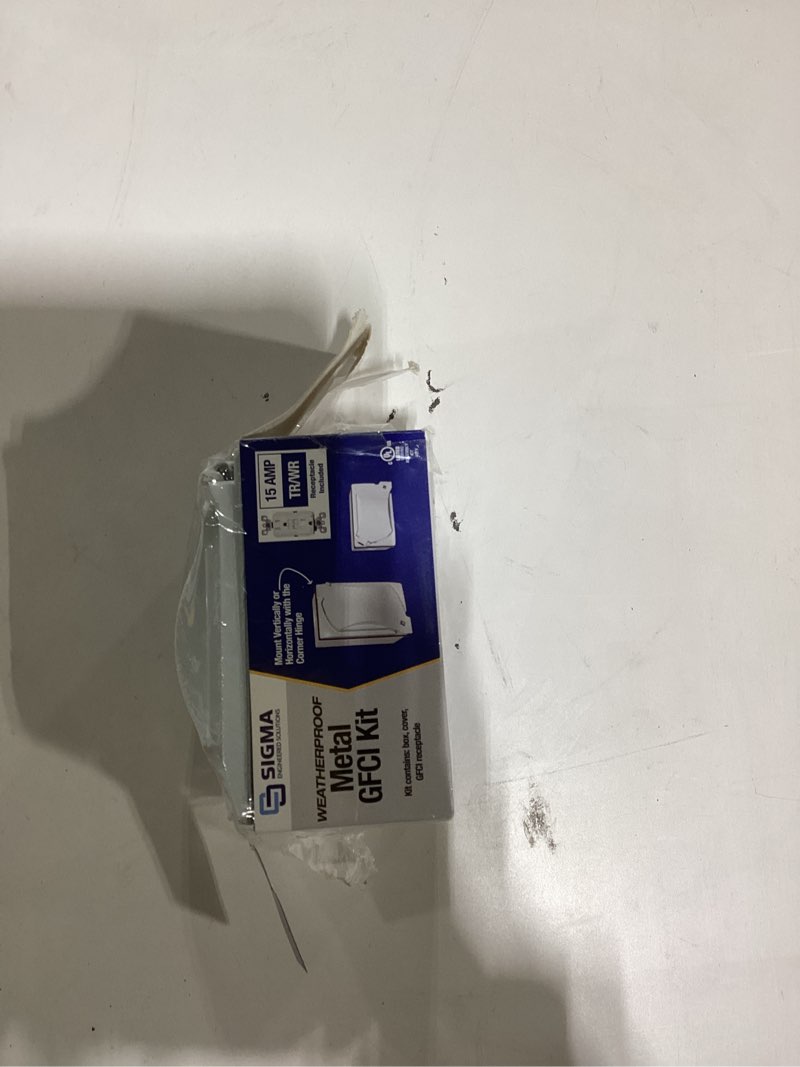 SIGMA
ENGINEERED SOLUTIONS
WEATHERPROOF
Metal
GFCI Kit
Kit contains: box, cover,
GFCI receptacle
Mount Vertically or
Horizontally with the
Corner Hinge
15 AMP
TR/WR
Receptacle
Included
UL